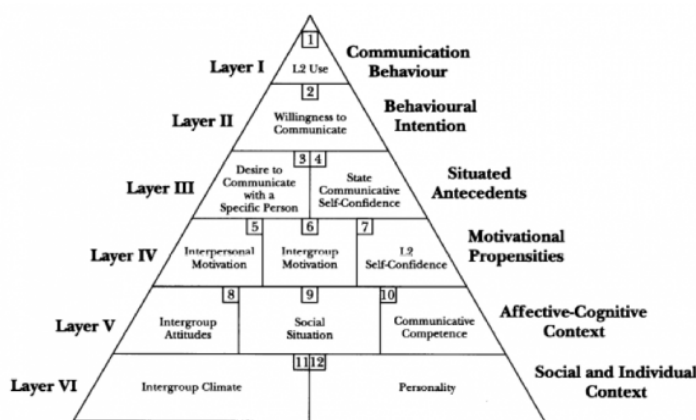 1
Layer I
L2 Use
Communication
Behaviour
2
Layer II
Willingness to
Communicate
Behavioural
Intention
3 4
Layer III
Desire to
Communicate
with a
Specific Person
State
Communicative
Self-Confidence
Situated
Antecedents
5 6 7
Layer IV
Interpersonal
Motivation
Intergroup
Motivation
L2
Self-Confidence
Motivational
Propensities
8 9 10
Layer V
Intergroup
Attitudes
Social
Situation
Communicative
Competence
Affective-Cognitive
Context
11 12
Layer VI
Intergroup Climate
Personality
Social and Individual
Context